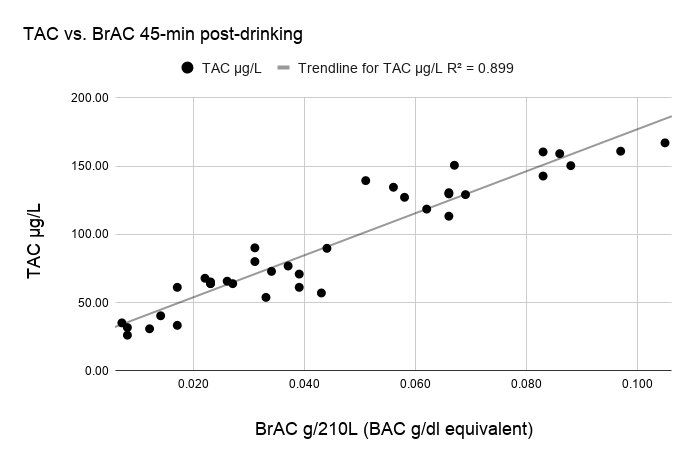 TAC vs. BrAC 45-min post-drinking
TAC µg/L
Trendline for TAC µg/L R² = 0.899
200.00
150.00
100.00
50.00
0.00
TAC µg/L
0.020
0.040
0.060
0.080
0.100
BrAC g/210L (BAC g/dl equivalent)